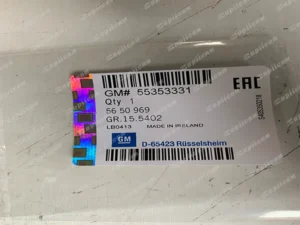 GM# 55353331
Qty 1
56 50 969
GR.15.5402
LB0413 MADE IN IRELAND
EAC
GM
D-65423 Rüsselsheim